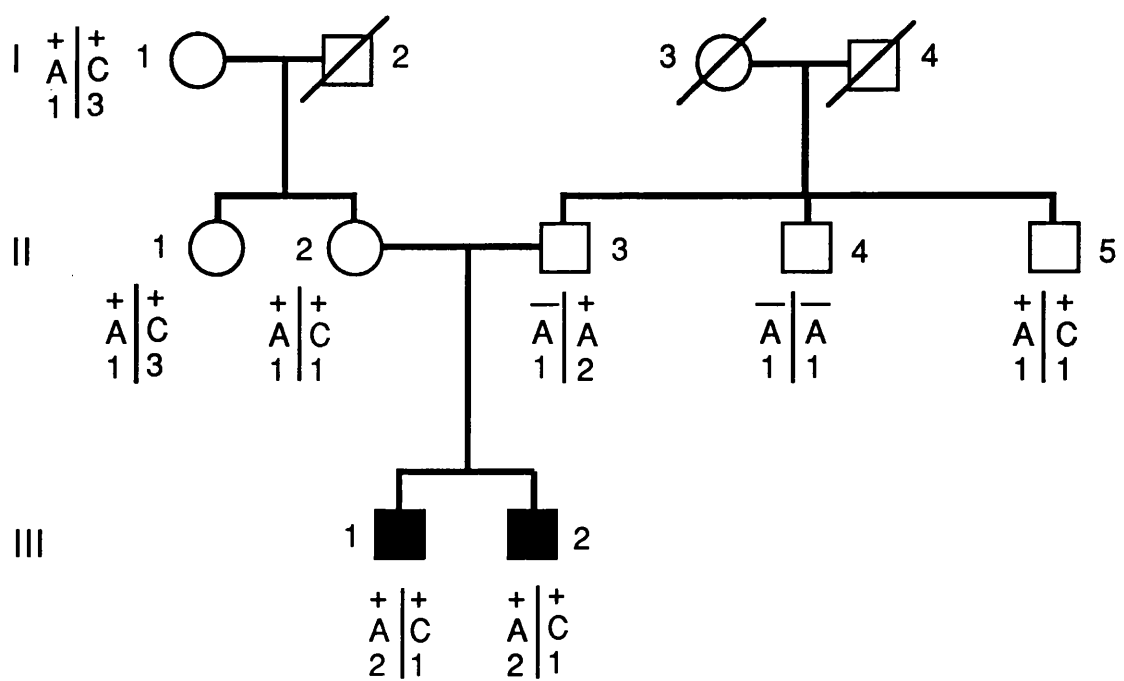 I + | + 1 2 3 4
A | C
1 | 3
II 1 2 3 4 5
+ | + + | + — | + — | — + | +
A | C A | C A | A A | A A | C
1 | 3 1 | 1 1 | 2 1 | 1 1 | 1
III 1 2
+ | + + | +
A | C A | C
2 | 1 2 | 1